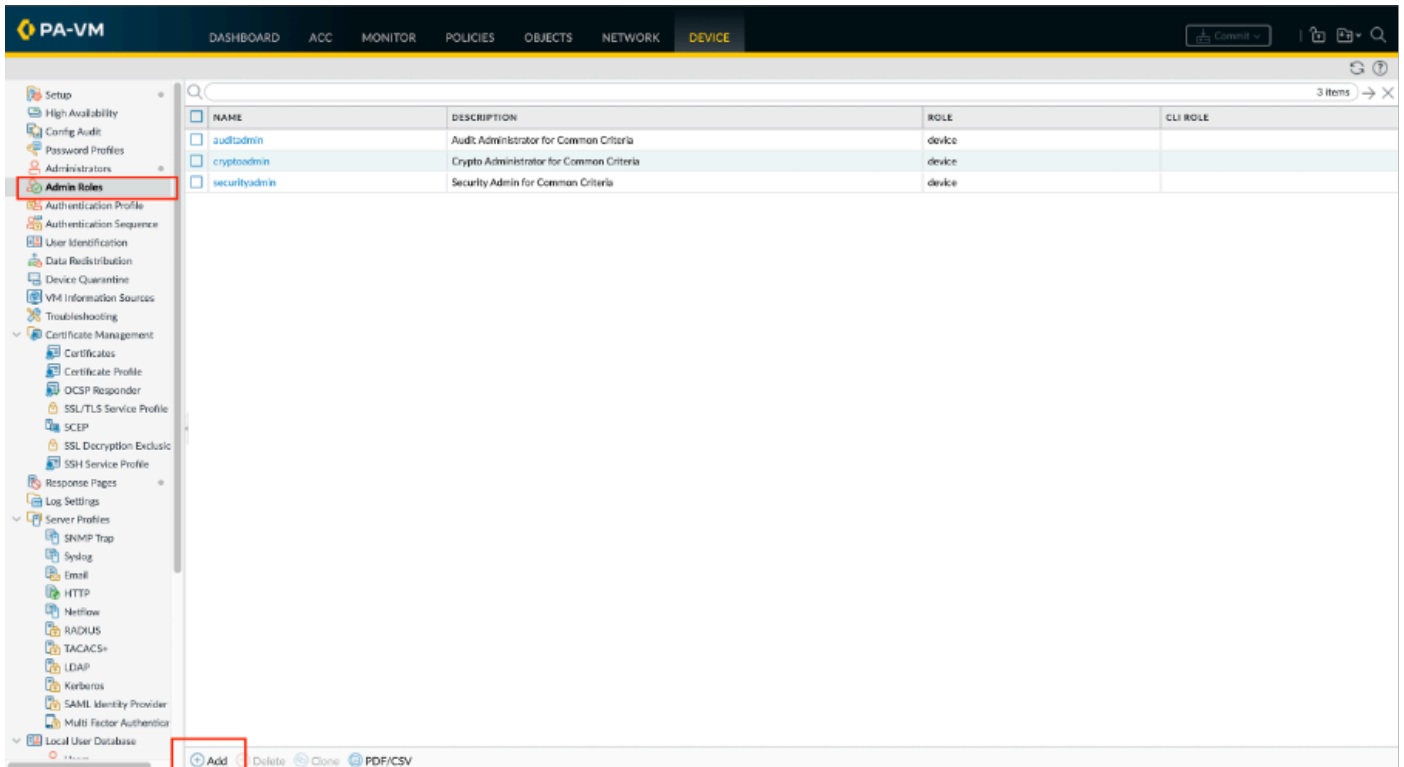 PA-VM
DASHBOARD ACC MONITOR POLICIES OBJECTS NETWORK DEVICE Commit
3 items
Setup
High Availability
Config Audit
Password Profiles
Administrators
Admin Roles
Authentication Profile
Authentication Sequence
User Identification
Data Redistribution
Device Quarantine
VM Information Sources
Troubleshooting
Certificate Management
Certificates
Certificate Profile
OCSP Responder
SSL/TLS Service Profile
SCEP
SSL Decryption Exclusic
SSH Service Profile
Response Pages
Log Settings
Server Profiles
SNMP Trap
Syslog
Email
HTTP
Netflow
RADIUS
TACACS+
LDAP
Kerberos
SAML Identity Provider
Multi Factor Authentica
Local User Database
NAME DESCRIPTION ROLE CLI ROLE
auditadmin Audit Administrator for Common Criteria device
cryptoadmin Crypto Administrator for Common Criteria device
securityadmin Security Admin for Common Criteria device
Add Delete Clone PDF/CSV